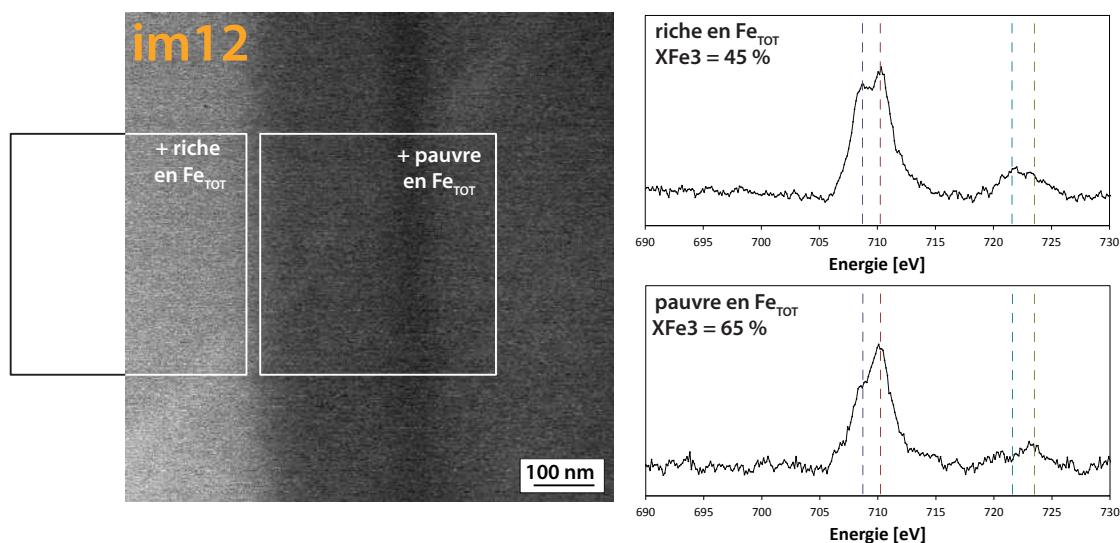 im12
+ riche
en FeTOT
+ pauvre
en FeTOT
100 nm
riche en FeTOT
XFe3 = 45 %
690 695 700 705 710 715 720 725 730
Energie [eV]
pauvre en FeTOT
XFe3 = 65 %
690 695 700 705 710 715 720 725 730
Energie [eV]